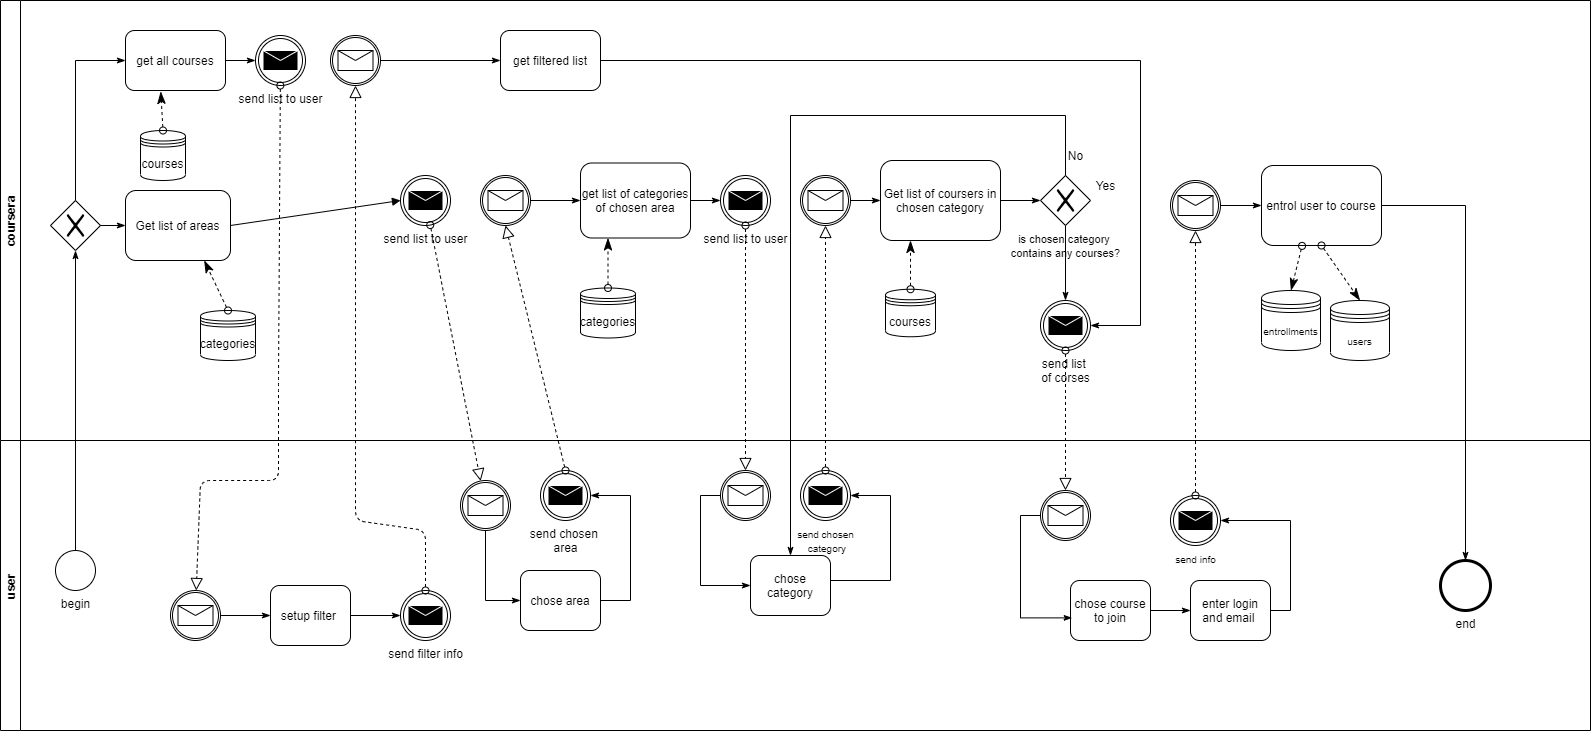 coursera
get all courses
send list to user
get filtered list
courses
Get list of areas
categories
send list to user
get list of categories
of chosen area
categories
send list to user
Get list of coursers in
chosen category
courses
No
Yes
is chosen category
contains any courses?
send list
of corses
entrol user to course
entrollments
users
user
begin
setup filter
send filter info
send chosen
area
chose area
send chosen
category
chose
category
chose course
to join
send info
enter login
and email
end